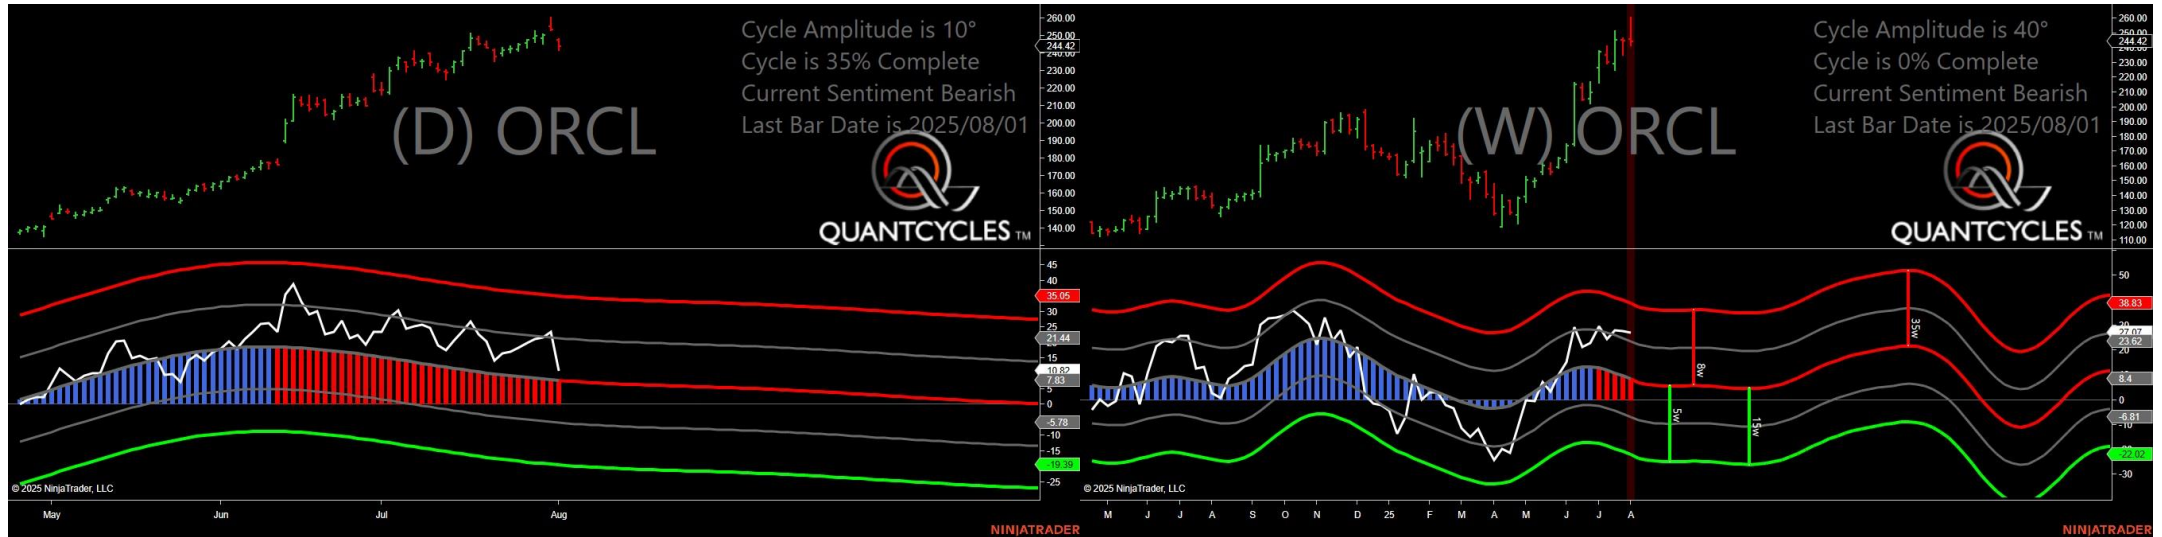 Cycle Amplitude is 10°
Cycle is 35% Complete
Current Sentiment Bearish
Last Bar Date is 2025/08/01
(D) ORCL
QUANTCYCLES TM
260.00
250.00
244.42
230.00
220.00
210.00
200.00
190.00
180.00
170.00
160.00
150.00
140.00
45
40
35.05
30
25
21.44
15
10.82
7.83
5
0
-5.78
-10
-15
-19.39
-25
© 2025 NinjaTrader, LLC
May Jun Jul Aug
NINJATRADER
Cycle Amplitude is 40°
Cycle is 0% Complete
Current Sentiment Bearish
Last Bar Date is 2025/08/01
(W) ORCL
QUANTCYCLES TM
260.00
250.00
244.42
230.00
220.00
210.00
200.00
190.00
180.00
170.00
160.00
150.00
140.00
130.00
120.00
110.00
50
38.83
27.07
23.62
20
8.4
0
-6.81
-10
-22.02
-30
8w
35w
5w
15w
© 2025 NinjaTrader, LLC
M J J A S O N D 25 F M A M J J A
NINJATRADER